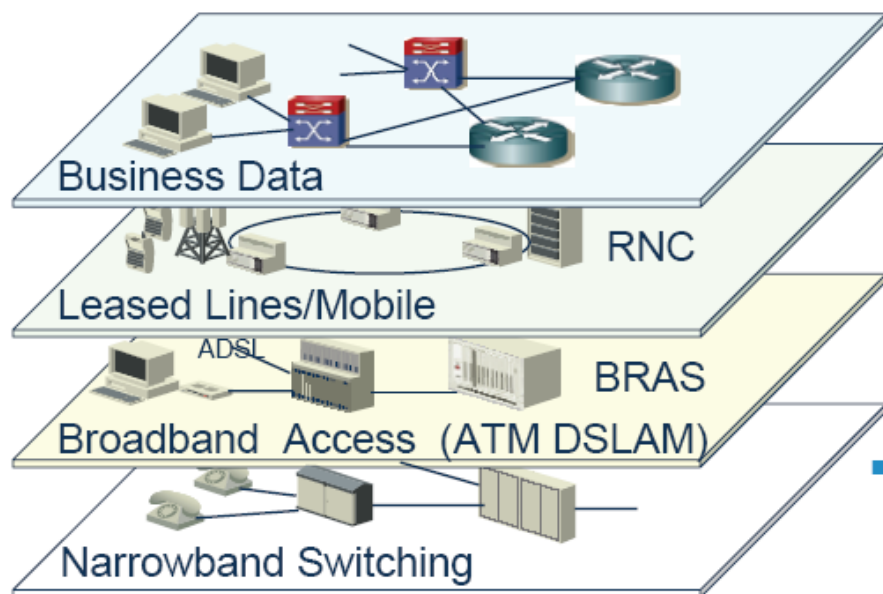 Business Data
RNC
Leased Lines/Mobile
ADSL
BRAS
Broadband Access (ATM DSLAM)
Narrowband Switching